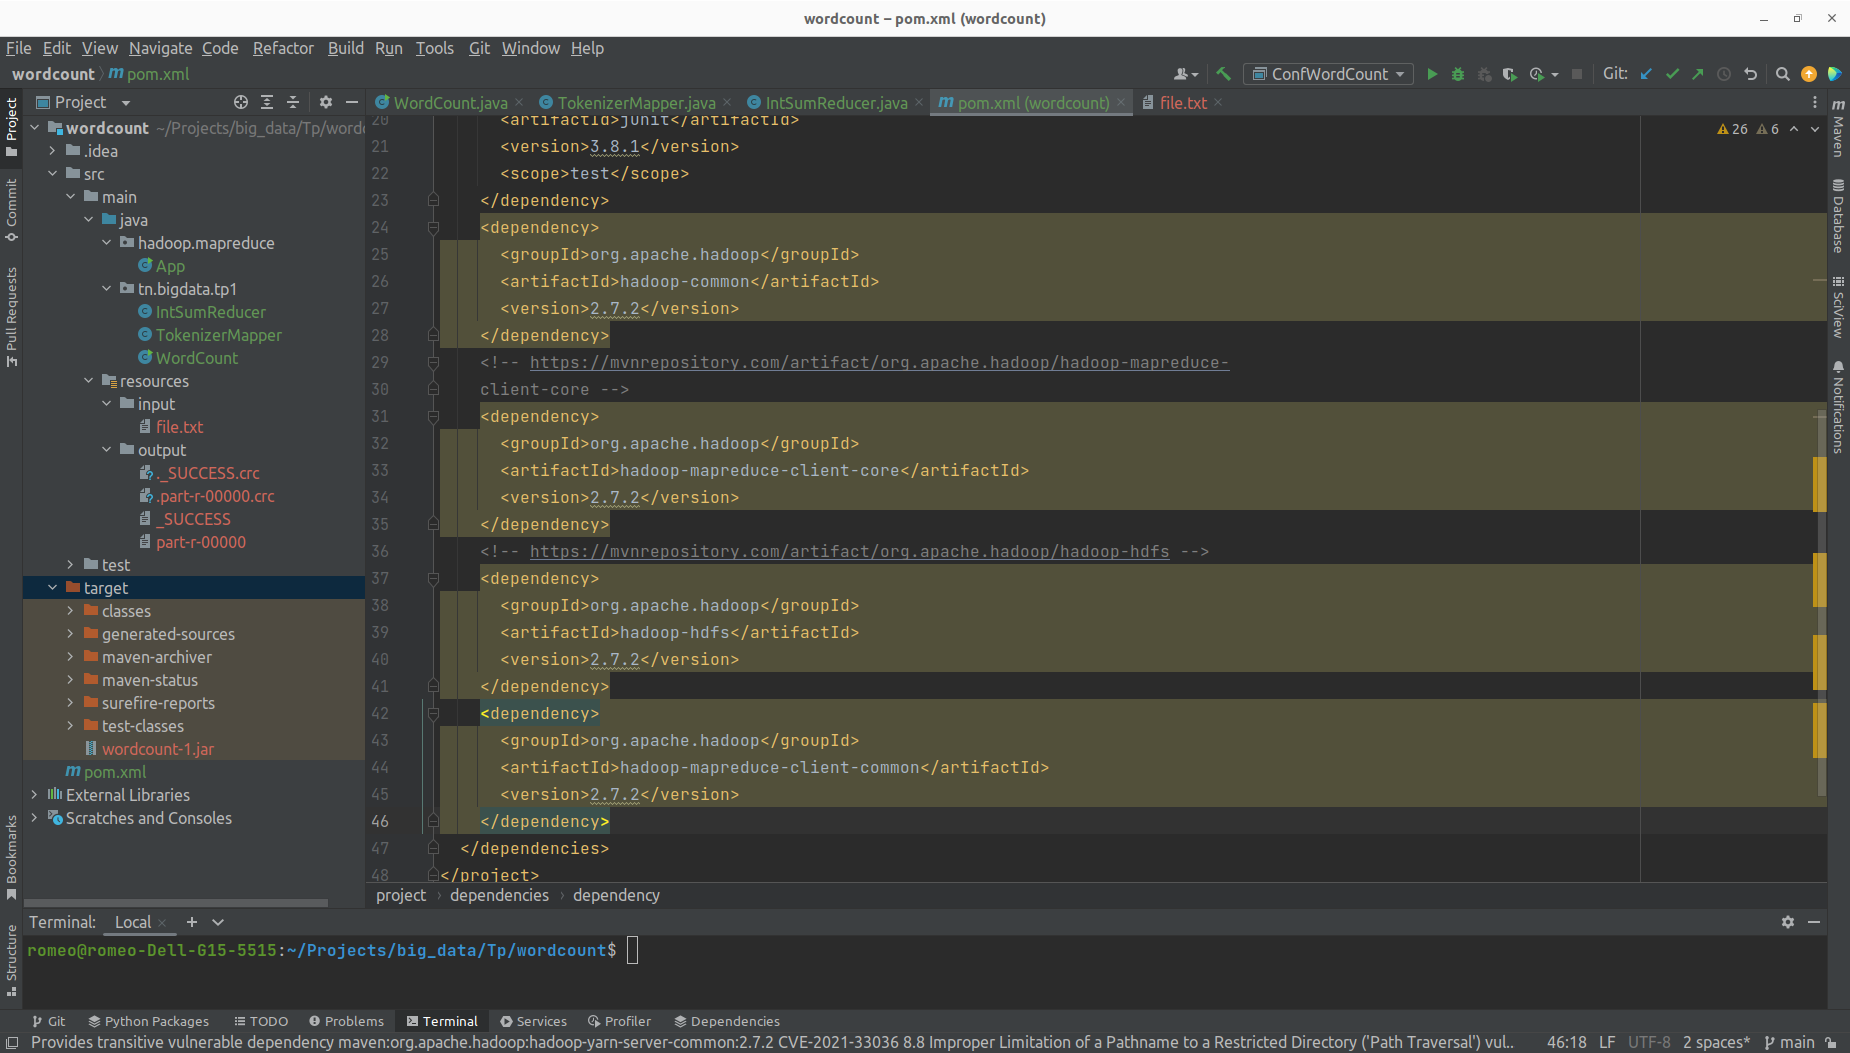 wordcount – pom.xml (wordcount)
File Edit View Navigate Code Refactor Build Run Tools Git Window Help
wordcount pom.xml
ConfWordCount
Git:
Project
WordCount.java
TokenizerMapper.java
IntSumReducer.java
pom.xml (wordcount)
file.txt
wordcount ~/Projects/big_data/Tp/word
.idea
src
main
java
hadoop.mapreduce
App
tn.bigdata.tp1
IntSumReducer
TokenizerMapper
WordCount
resources
input
file.txt
output
._SUCCESS.crc
.part-r-00000.crc
_SUCCESS
part-r-00000
test
target
classes
generated-sources
maven-archiver
maven-status
surefire-reports
test-classes
wordcount-1.jar
pom.xml
External Libraries
Scratches and Consoles
26 6
20 <artifactId>junit</artifactId>
21 <version>3.8.1</version>
22 <scope>test</scope>
23 </dependency>
24 <dependency>
25 <groupId>org.apache.hadoop</groupId>
26 <artifactId>hadoop-common</artifactId>
27 <version>2.7.2</version>
28 </dependency>
29 <!-- https://mvnrepository.com/artifact/org.apache.hadoop/hadoop-mapreduce-
30 client-core -->
31 <dependency>
32 <groupId>org.apache.hadoop</groupId>
33 <artifactId>hadoop-mapreduce-client-core</artifactId>
34 <version>2.7.2</version>
35 </dependency>
36 <!-- https://mvnrepository.com/artifact/org.apache.hadoop/hadoop-hdfs -->
37 <dependency>
38 <groupId>org.apache.hadoop</groupId>
39 <artifactId>hadoop-hdfs</artifactId>
40 <version>2.7.2</version>
41 </dependency>
42 <dependency>
43 <groupId>org.apache.hadoop</groupId>
44 <artifactId>hadoop-mapreduce-client-common</artifactId>
45 <version>2.7.2</version>
46 </dependency>
47 </dependencies>
48 </project>
project › dependencies › dependency
Project
Commit
Pull Requests
Bookmarks
Structure
Maven
Database
SciView
Notifications
Terminal: Local
romeo@romeo-Dell-G15-5515:~/Projects/big_data/Tp/wordcount$
Git Python Packages TODO Problems Terminal Services Profiler Dependencies
Provides transitive vulnerable dependency maven:org.apache.hadoop:hadoop-yarn-server-common:2.7.2 CVE-2021-33036 8.8 Improper Limitation of a Pathname to a Restricted Directory ('Path Traversal') vul.. 46:18 LF UTF-8 2 spaces* main